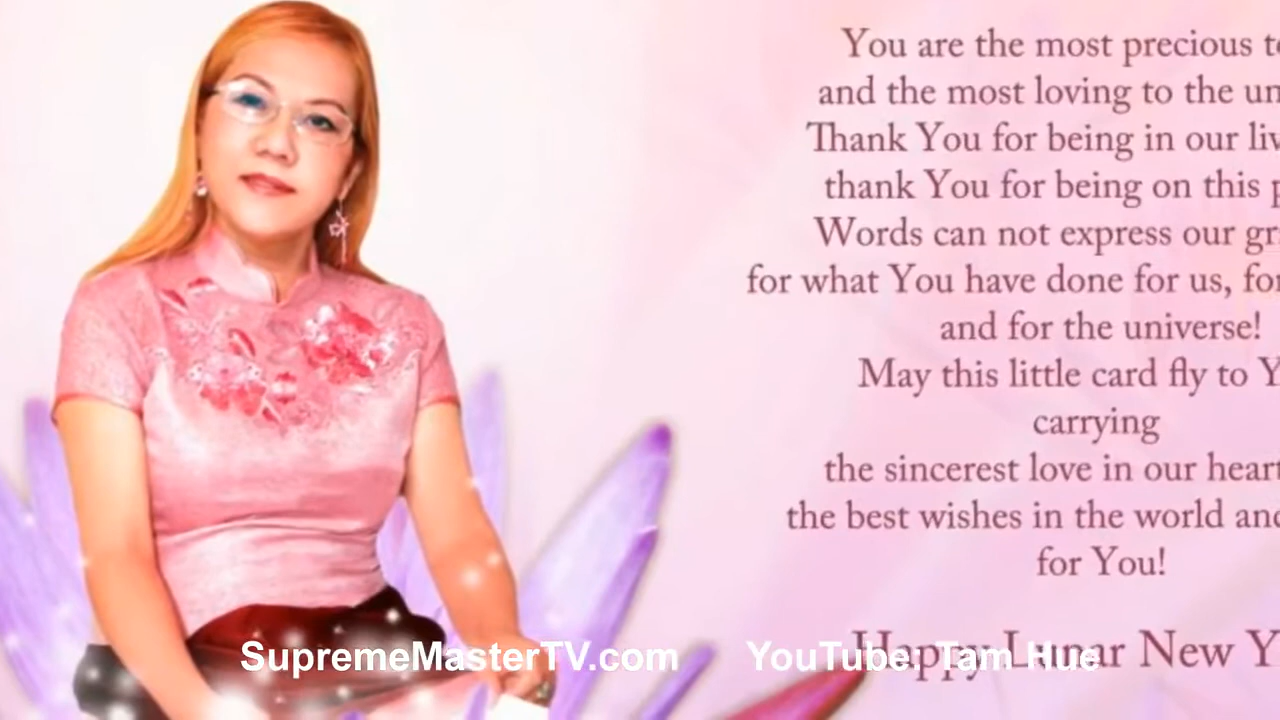 You are the most precious
and the most loving to the
Thank You for being in our
thank You for being on this
Words can not express our
for what You have done for us,
and for the universe!
May this little card fly to
carrying
the sincerest love in our
the best wishes in the world
for You!
Happy Lunar New
SupremeMasterTV.com YouTube: Tam Hue